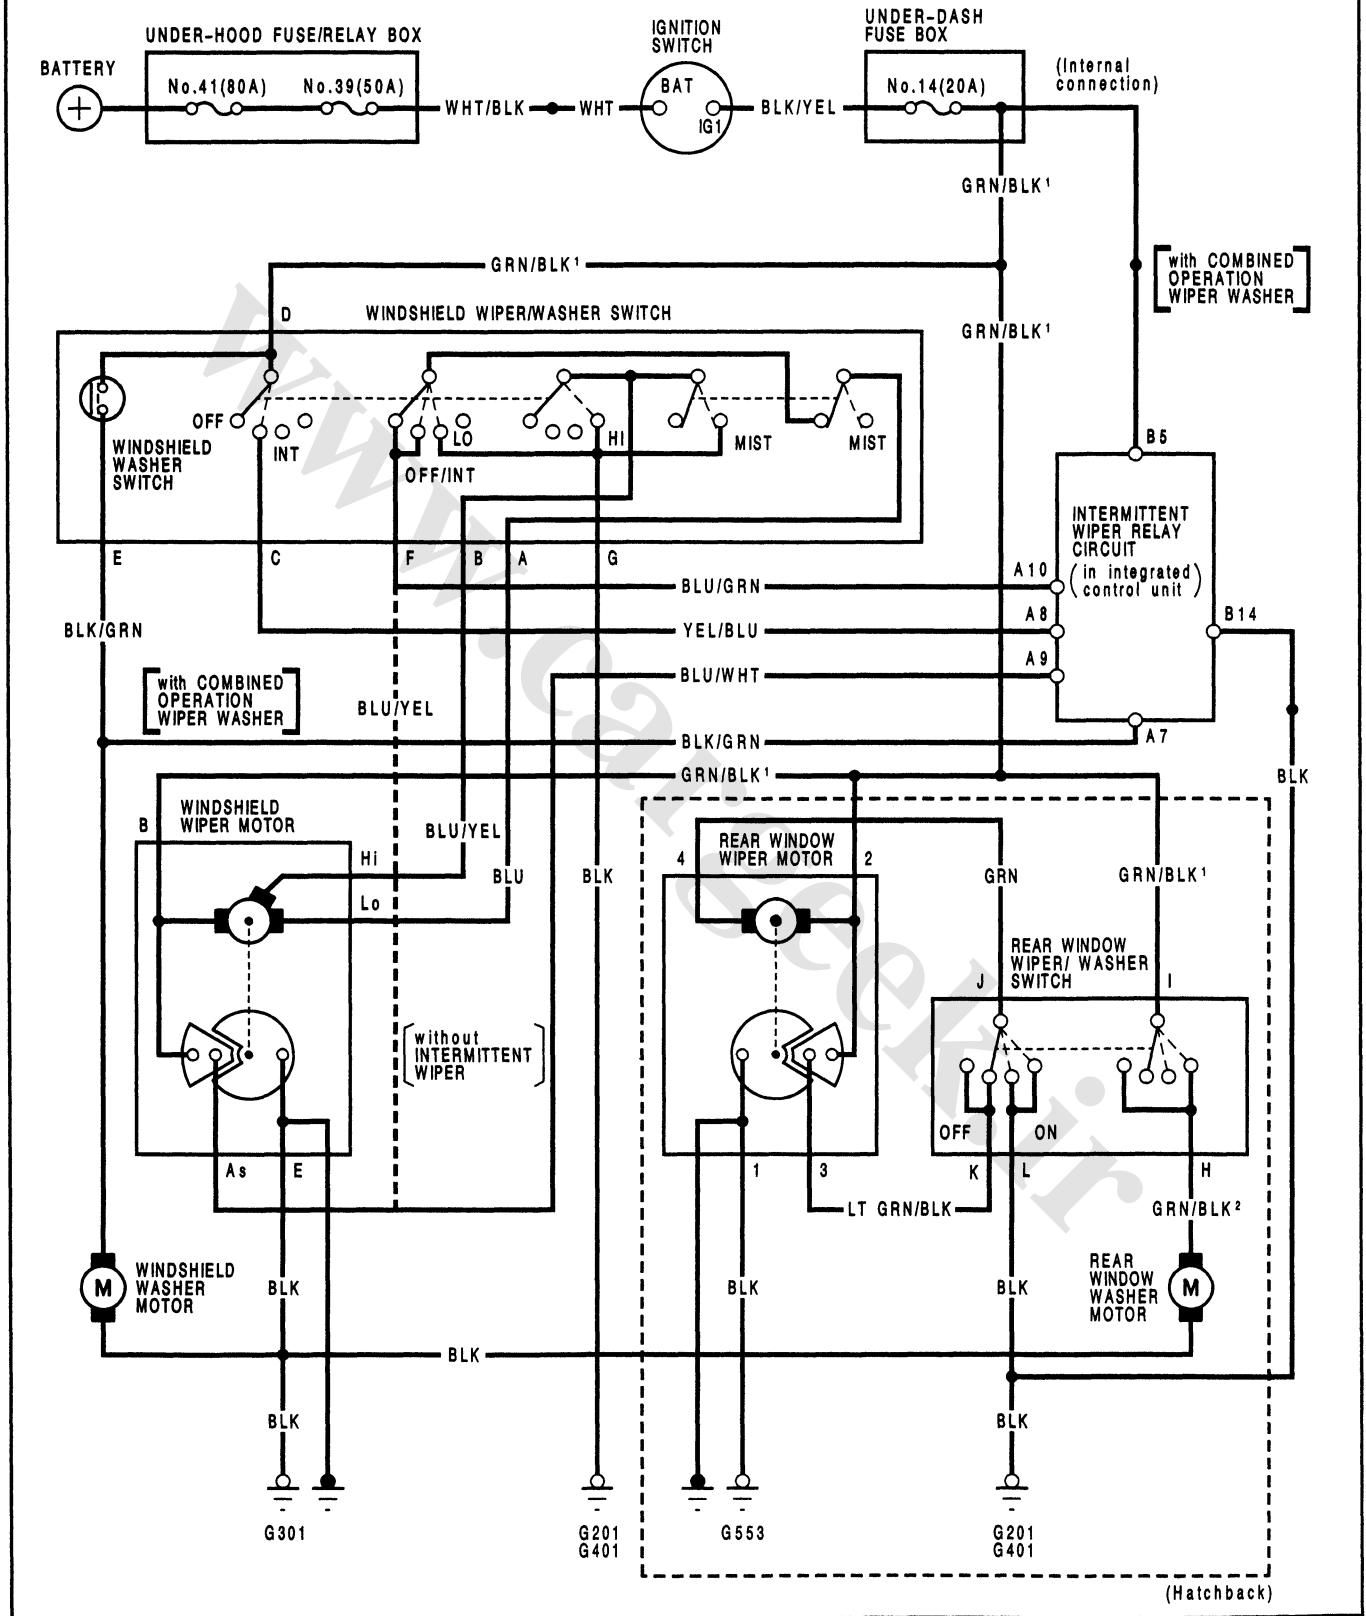 UNDER-HOOD FUSE/RELAY BOX
IGNITION
SWITCH
UNDER-DASH
FUSE BOX
BATTERY
No.41(80A)
No.39(50A)
BAT
IG1
No.14(20A)
(Internal
connection)
WHT/BLK
WHT
BLK/YEL
GRN/BLK¹
GRN/BLK¹
with COMBINED
OPERATION
WIPER WASHER
D
WINDSHIELD WIPER/WASHER SWITCH
GRN/BLK¹
OFF
INT
LO
OFF/INT
HI
MIST
MIST
WINDSHIELD
WASHER
SWITCH
B5
INTERMITTENT
WIPER RELAY
CIRCUIT
(in integrated
control unit)
E
C
F
B
A
G
A10
BLU/GRN
A8
B14
BLK/GRN
YEL/BLU
A9
BLU/WHT
with COMBINED
OPERATION
WIPER WASHER
BLU/YEL
BLK/GRN
A7
GRN/BLK¹
BLK
WINDSHIELD
WIPER MOTOR
B
BLU/YEL
REAR WINDOW
WIPER MOTOR
4
2
Hi
BLU
BLK
GRN
GRN/BLK¹
Lo
REAR WINDOW
WIPER/ WASHER
SWITCH
J
I
(without
INTERMITTENT
WIPER)
OFF
ON
As
E
1
3
K
L
H
LT GRN/BLK
GRN/BLK²
M
WINDSHIELD
WASHER
MOTOR
BLK
BLK
BLK
REAR
WINDOW
WASHER
MOTOR
M
BLK
BLK
BLK
G301
G201
G401
G553
G201
G401
(Hatchback)
www.cargeek.ir